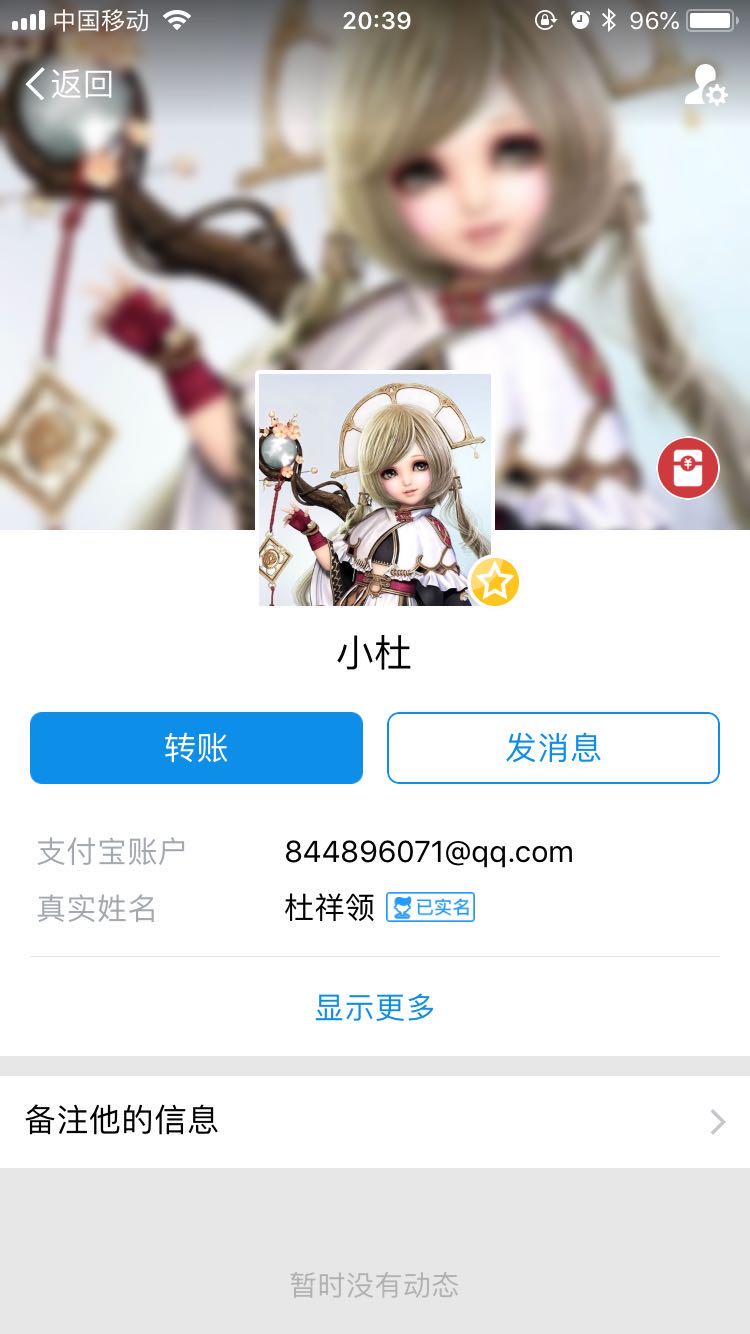 中国移动 20:39 96%
返回
小杜
转账 发消息
支付宝账户 844896071@qq.com
真实姓名 杜祥领 已实名
显示更多
备注他的信息
暂时没有动态